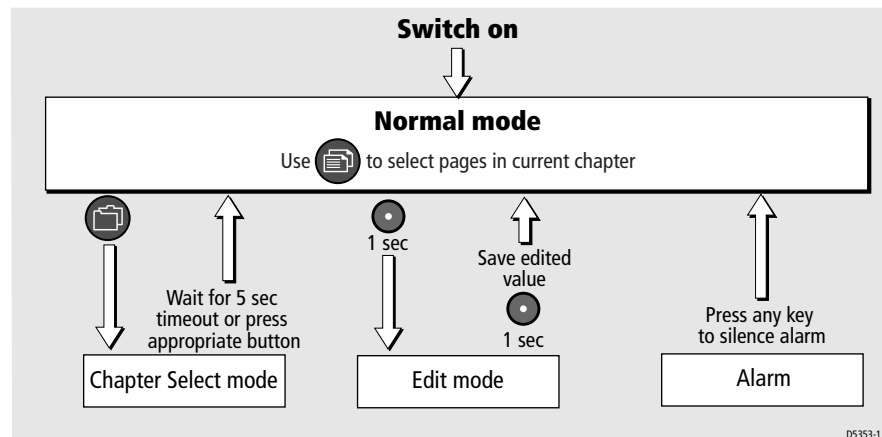 Switch on
Normal mode
Use to select pages in current chapter
1 sec
Save edited
value
1 sec
Wait for 5 sec
timeout or press
appropriate button
Press any key
to silence alarm
Chapter Select mode
Edit mode
Alarm
D5353-1